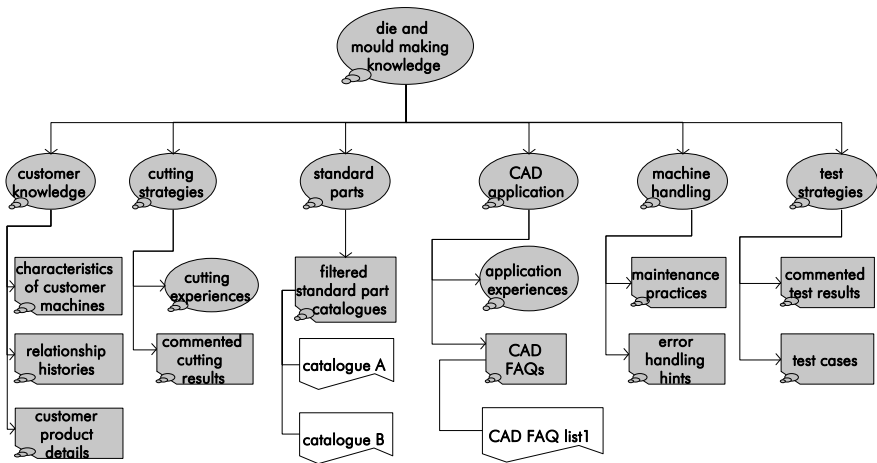 die and
mould making
knowledge
customer
knowledge
cutting
strategies
standard
parts
CAD
application
machine
handling
test
strategies
characteristics
of customer
machines
relationship
histories
customer
product
details
cutting
experiences
commented
cutting
results
filtered
standard part
catalogues
catalogue A
catalogue B
application
experiences
CAD
FAQs
CAD FAQ list1
maintenance
practices
error
handling
hints
commented
test results
test cases